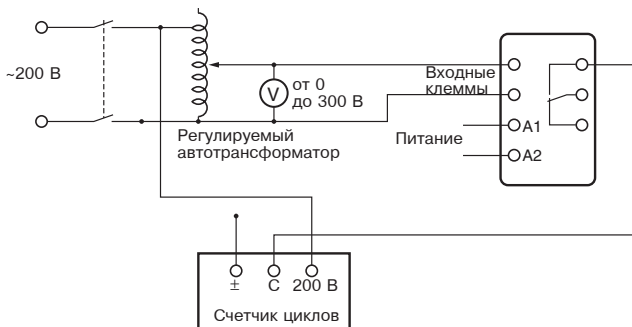 ~200 В
V
от 0
до 300 В
Входные
клеммы
Регулируемый
автотрансформатор
Питание
A1
A2
± C 200 В
Счетчик циклов